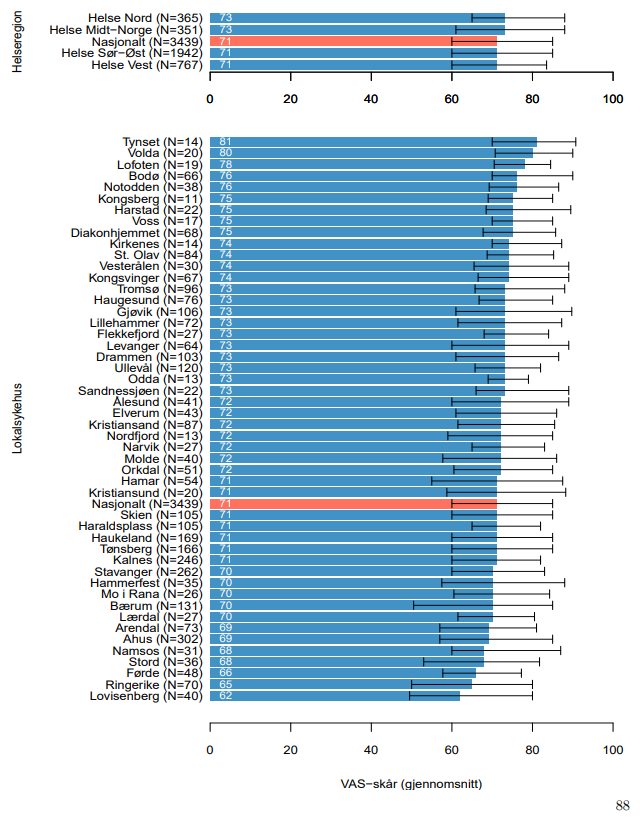 Helseregion
Helse Nord (N=365) 73
Helse Midt−Norge (N=351) 73
Nasjonalt (N=3439) 71
Helse Sør−Øst (N=1942) 71
Helse Vest (N=767) 71
0 20 40 60 80 100
Lokalsykehus
Tynset (N=14) 81
Volda (N=20) 80
Lofoten (N=19) 78
Bodø (N=66) 76
Notodden (N=38) 76
Kongsberg (N=11) 75
Harstad (N=22) 75
Voss (N=17) 75
Diakonhjemmet (N=68) 75
Kirkenes (N=14) 74
St. Olav (N=84) 74
Vesterålen (N=30) 74
Kongsvinger (N=67) 74
Tromsø (N=96) 73
Haugesund (N=76) 73
Gjøvik (N=106) 73
Lillehammer (N=72) 73
Flekkefjord (N=27) 73
Levanger (N=64) 73
Drammen (N=103) 73
Ullevål (N=120) 73
Odda (N=13) 73
Sandnessjøen (N=22) 73
Ålesund (N=41) 72
Elverum (N=43) 72
Kristiansand (N=87) 72
Nordfjord (N=13) 72
Narvik (N=27) 72
Molde (N=40) 72
Orkdal (N=51) 72
Hamar (N=54) 71
Kristiansund (N=20) 71
Nasjonalt (N=3439) 71
Skien (N=105) 71
Haraldsplass (N=105) 71
Haukeland (N=169) 71
Tønsberg (N=166) 71
Kalnes (N=246) 71
Stavanger (N=262) 70
Hammerfest (N=35) 70
Mo i Rana (N=26) 70
Bærum (N=131) 70
Lærdal (N=27) 70
Arendal (N=73) 69
Ahus (N=302) 69
Namsos (N=31) 68
Stord (N=36) 68
Førde (N=48) 66
Ringerike (N=70) 65
Lovisenberg (N=40) 62
0 20 40 60 80 100
VAS−skår (gjennomsnitt)
88